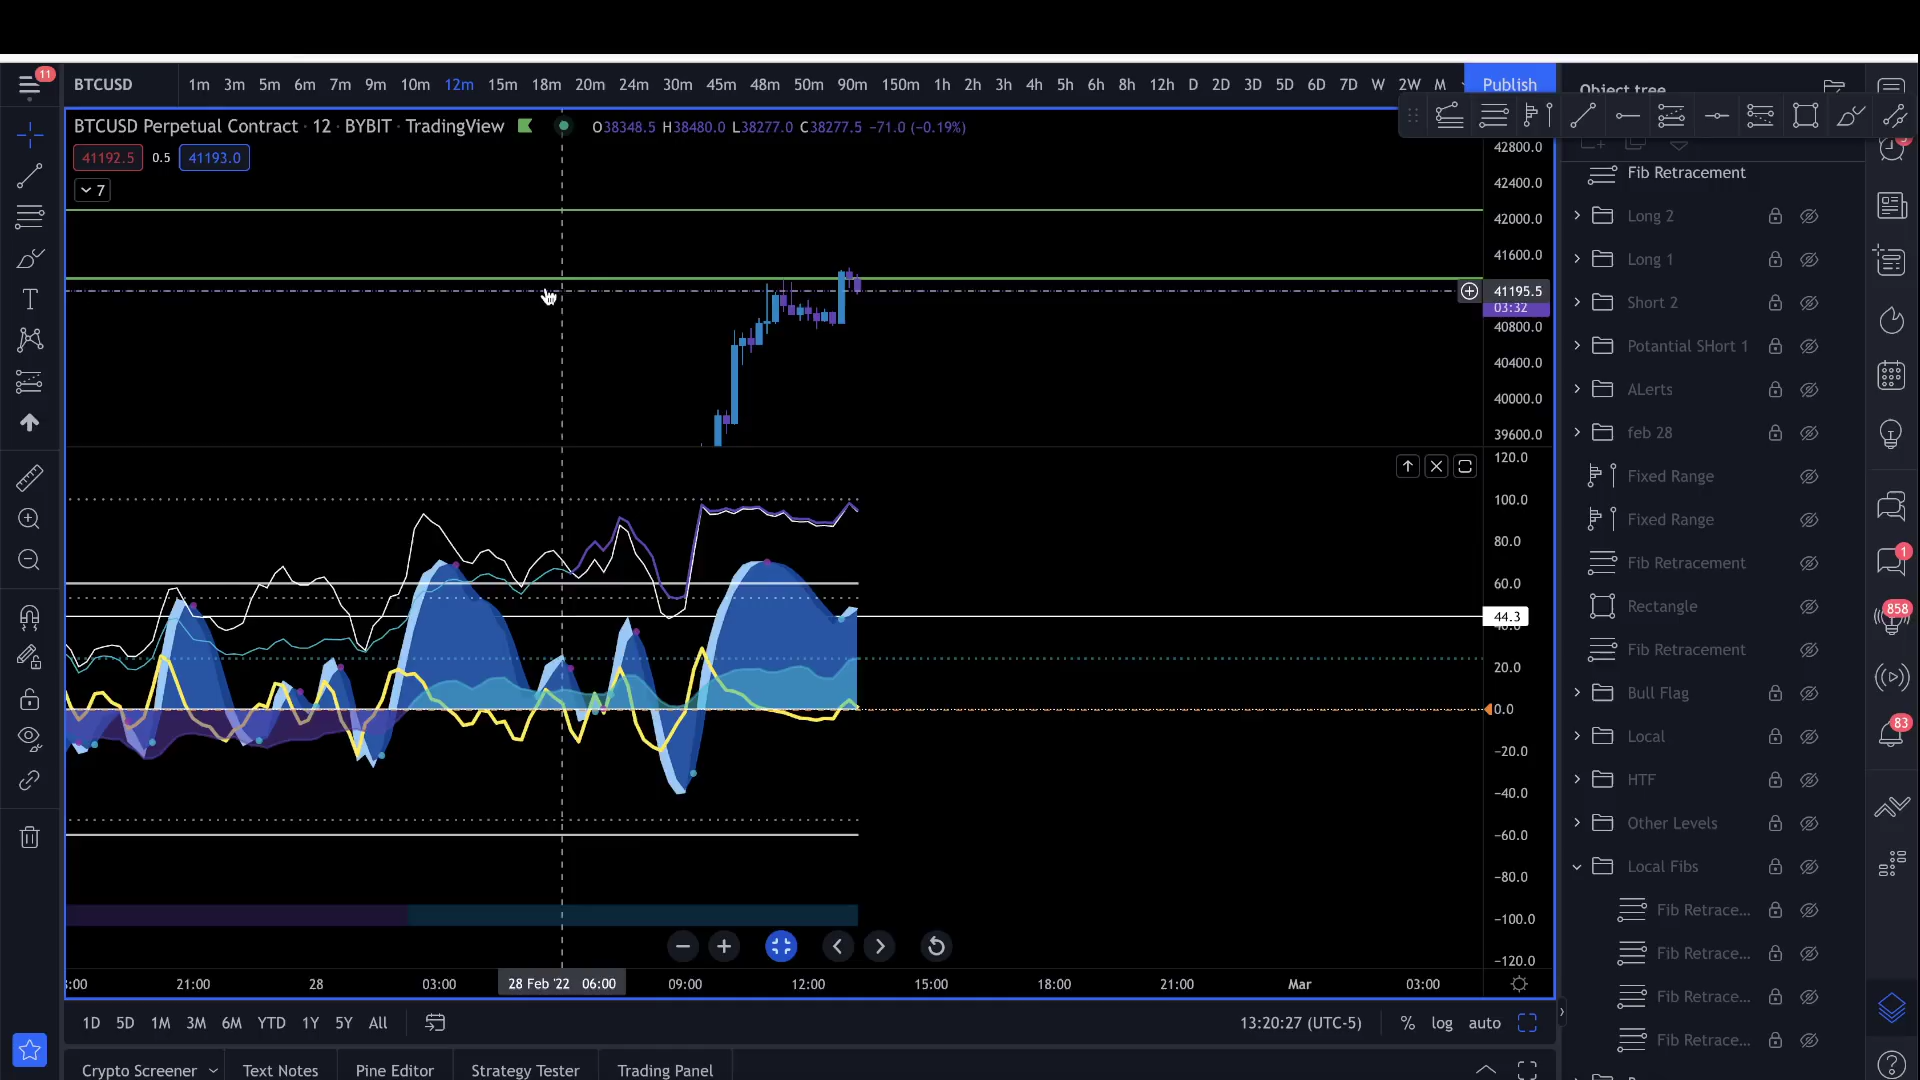 11
BTCUSD
1m 3m 5m 6m 7m 9m 10m 12m 15m 18m 20m 24m 30m 45m 48m 50m 90m 150m 1h 2h 3h 4h 5h 6h 8h 12h D 2D 3D 5D 6D 7D W 2W M
Publish
Object tree
BTCUSD Perpetual Contract · 12 · BYBIT · TradingView
O38348.5 H38480.0 L38277.0 C38277.5 −71.0 (−0.19%)
41192.5 0.5 41193.0
7
42800.0
42400.0
42000.0
41600.0
41195.5
03:32
40800.0
40400.0
40000.0
39600.0
120.0
100.0
80.0
60.0
44.3
20.0
0.0
−20.0
−40.0
−60.0
−80.0
−100.0
−120.0
21:00 28 03:00 28 Feb '22 06:00 09:00 12:00 15:00 18:00 21:00 Mar 03:00
1D 5D 1M 3M 6M YTD 1Y 5Y All
13:20:27 (UTC-5) % log auto
Crypto Screener Text Notes Pine Editor Strategy Tester Trading Panel
Fib Retracement
Long 2
Long 1
Short 2
Potantial SHort 1
ALerts
feb 28
Fixed Range
Fixed Range
Fib Retracement
Rectangle
Fib Retracement
Bull Flag
Local
HTF
Other Levels
Local Fibs
Fib Retrace...
Fib Retrace...
Fib Retrace...
Fib Retrace...
1
858
83